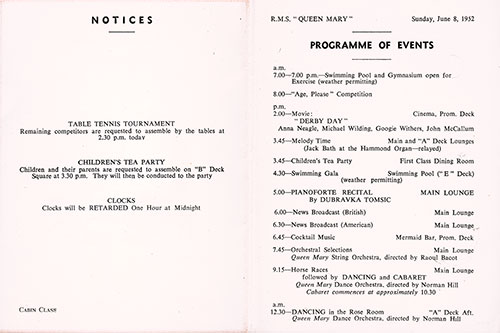 NOTICES
TABLE TENNIS TOURNAMENT
Remaining competitors are requested to assemble by the tables at
2.30 p.m. today
CHILDREN'S TEA PARTY
Children and their parents are requested to assemble on "B" Deck
Square at 3.30 p.m. They will then be conducted to the party
CLOCKS
Clocks will be RETARDED One Hour at Midnight
CABIN CLASS
R.M.S. "QUEEN MARY" Sunday, June 8, 1952
PROGRAMME OF EVENTS
a.m.
7.00—7.00 p.m.—Swimming Pool and Gymnasium open for
Exercise (weather permitting)
8.00—"Age, Please" Competition
p.m.
2.00—Movie: Cinema, Prom. Deck
"DERBY DAY"
Anna Neagle, Michael Wilding, Googie Withers, John McCallum
3.45—Melody Time Main and "A" Deck Lounges
(Jack Bath at the Hammond Organ—relayed)
3.45—Children's Tea Party First Class Dining Room
4.30—Swimming Gala Swimming Pool ("E" Deck)
(weather permitting)
5.00—PIANOFORTE RECITAL MAIN LOUNGE
By DUBRAVKA TOMSIC
6.00—News Broadcast (British) Main Lounge
6.30—News Broadcast (American) Main Lounge
6.45—Cocktail Music Mermaid Bar, Prom. Deck
7.45—Orchestral Selections Main Lounge
Queen Mary String Orchestra, directed by Raoul Bacot
9.15—Horse Races Main Lounge
followed by DANCING and CABARET
Queen Mary Dance Orchestra, directed by Norman Hill
Cabaret commences at approximately 10.30
a.m.
12.30—DANCING in the Rose Room "A" Deck Aft.
Queen Mary Dance Orchestra, directed by Norman Hill